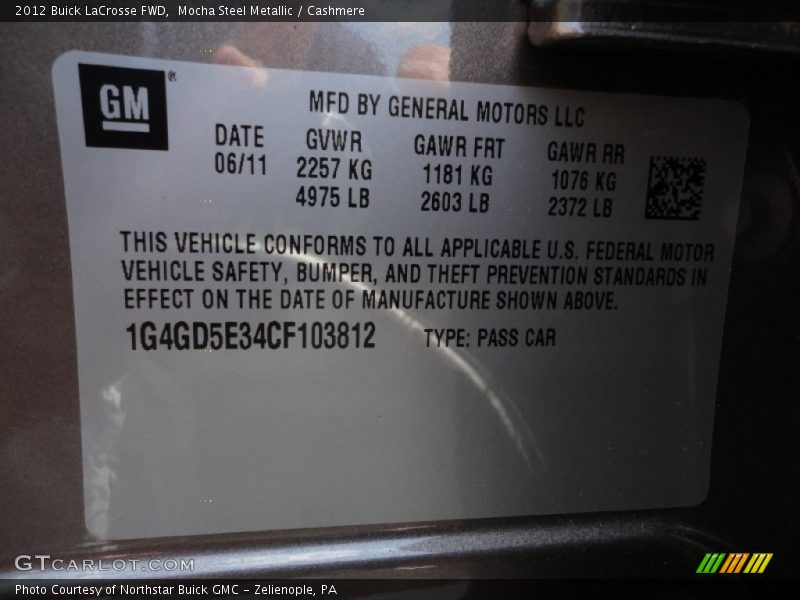 2012 Buick LaCrosse FWD,  Mocha Steel Metallic / Cashmere
GM®
MFD BY GENERAL MOTORS LLC
DATE GVWR GAWR FRT GAWR RR
06/11 2257 KG 1181 KG 1076 KG
4975 LB 2603 LB 2372 LB
THIS VEHICLE CONFORMS TO ALL APPLICABLE U.S. FEDERAL MOTOR
VEHICLE SAFETY, BUMPER, AND THEFT PREVENTION STANDARDS IN
EFFECT ON THE DATE OF MANUFACTURE SHOWN ABOVE.
1G4GD5E34CF103812 TYPE: PASS CAR
GTCARLOT.COM
Photo Courtesy of Northstar Buick GMC - Zelienople, PA